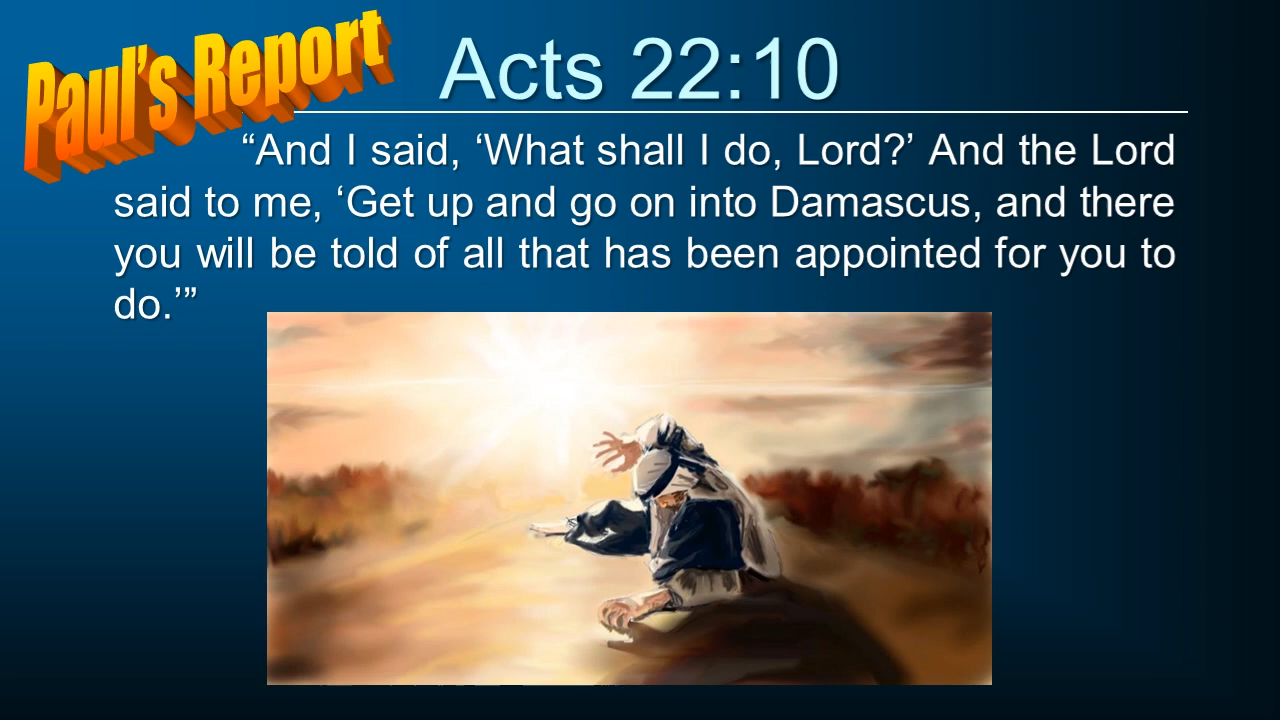 Paul's Report
Acts 22:10
“And I said, ‘What shall I do, Lord?’ And the Lord
said to me, ‘Get up and go on into Damascus, and there
you will be told of all that has been appointed for you to
do.’”